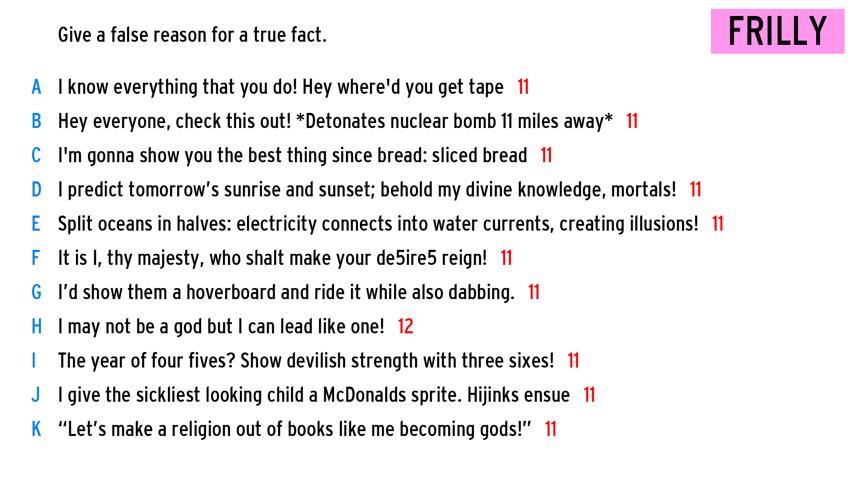 Give a false reason for a true fact.
FRILLY
A I know everything that you do! Hey where'd you get tape 11
B Hey everyone, check this out! *Detonates nuclear bomb 11 miles away* 11
C I'm gonna show you the best thing since bread: sliced bread 11
D I predict tomorrow's sunrise and sunset; behold my divine knowledge, mortals! 11
E Split oceans in halves: electricity connects into water currents, creating illusions! 11
F It is I, thy majesty, who shalt make your de5ire5 reign! 11
G I'd show them a hoverboard and ride it while also dabbing. 11
H I may not be a god but I can lead like one! 12
I The year of four fives? Show devilish strength with three sixes! 11
J I give the sickliest looking child a McDonalds sprite. Hijinks ensue 11
K “Let's make a religion out of books like me becoming gods!” 11